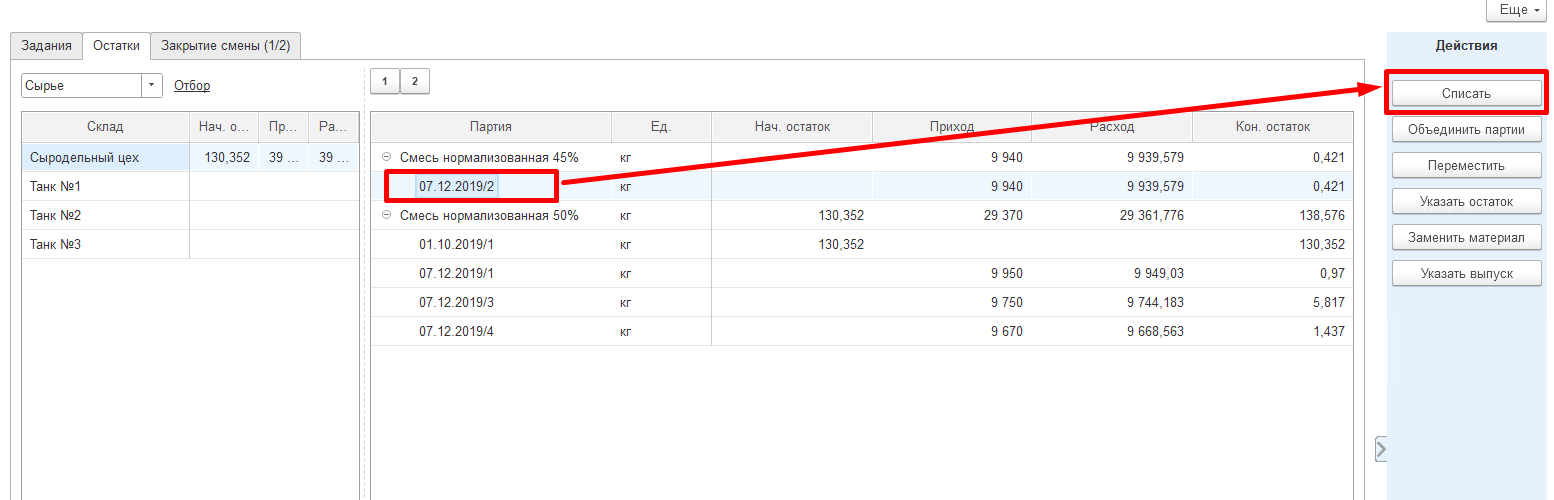 Еще
Задания Остатки Закрытие смены (1/2)
Действия
Сырье Отбор
1 2
Списать
Объединить партии
Переместить
Указать остаток
Заменить материал
Указать выпуск
Склад Нач. о... Пр... Ра...
Сыродельный цех 130,352 39 ... 39 ...
Танк №1
Танк №2
Танк №3
Партия Ед. Нач. остаток Приход Расход Кон. остаток
Смесь нормализованная 45% кг 9 940 9 939,579 0,421
07.12.2019/2 кг 9 940 9 939,579 0,421
Смесь нормализованная 50% кг 130,352 29 370 29 361,776 138,576
01.10.2019/1 кг 130,352 130,352
07.12.2019/1 кг 9 950 9 949,03 0,97
07.12.2019/3 кг 9 750 9 744,183 5,817
07.12.2019/4 кг 9 670 9 668,563 1,437